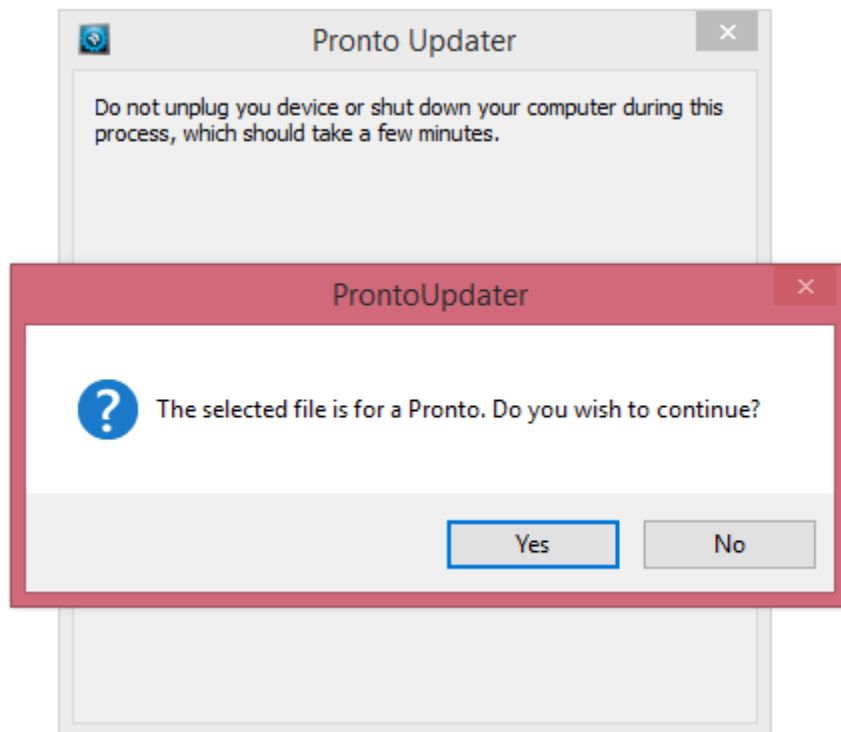 Pronto Updater
Do not unplug you device or shut down your computer during this
process, which should take a few minutes.
ProntoUpdater
The selected file is for a Pronto. Do you wish to continue?
Yes
No